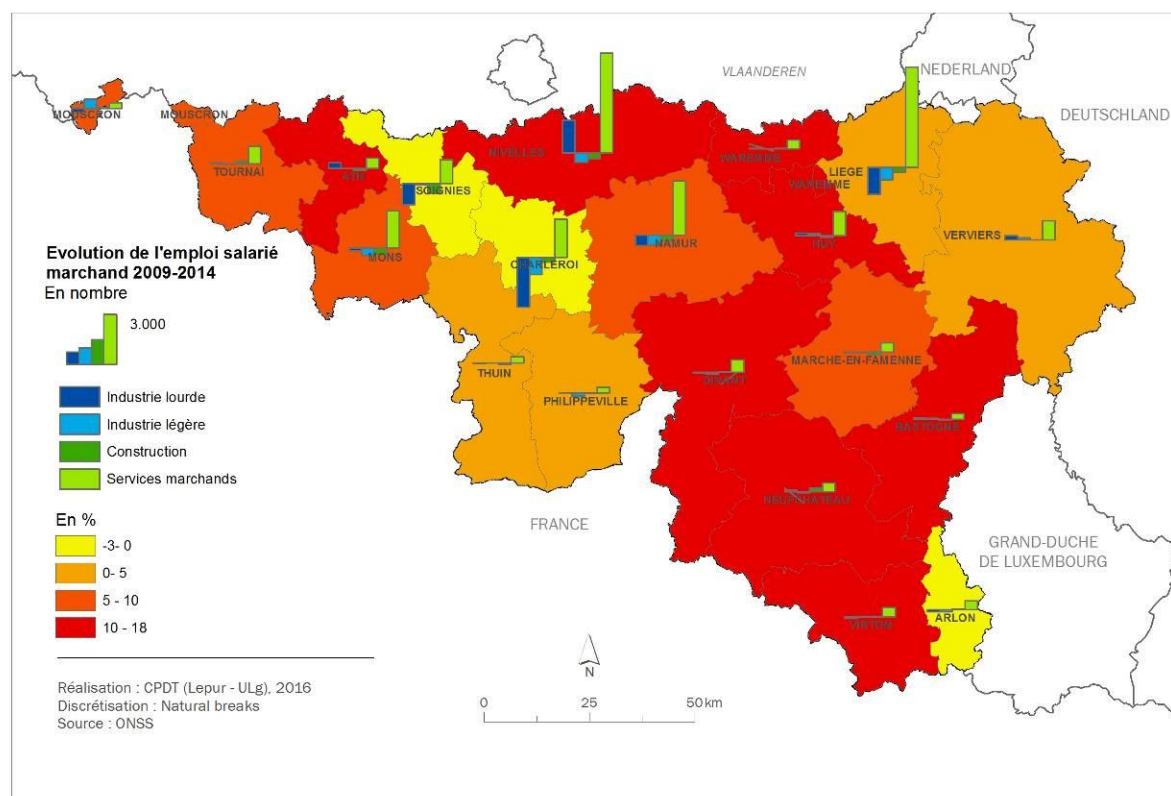 VLAANDEREN
NEDERLAND
DEUTSCHLAND
MOUSCRON
MOUSCRON
TOURNAI
ATH
SOIGNIES
NIVELLES
WAREMME
LIEGE
WAREMME
HUY
VERVIERS
MONS
CHARLEROI
NAMUR
THUIN
PHILIPPEVILLE
DINANT
MARCHE-EN-FAMENNE
BASTOGNE
NEUFCHATEAU
VIRTON
ARLON
FRANCE
GRAND-DUCHE
DE LUXEMBOURG
Evolution de l'emploi salarié
marchand 2009-2014
En nombre
3.000
Industrie lourde
Industrie légère
Construction
Services marchands
En %
-3- 0
0- 5
5 - 10
10 - 18
Réalisation : CPDT (Lepur - ULg), 2016
Discrétisation : Natural breaks
Source : ONSS
N
0 25 50 km